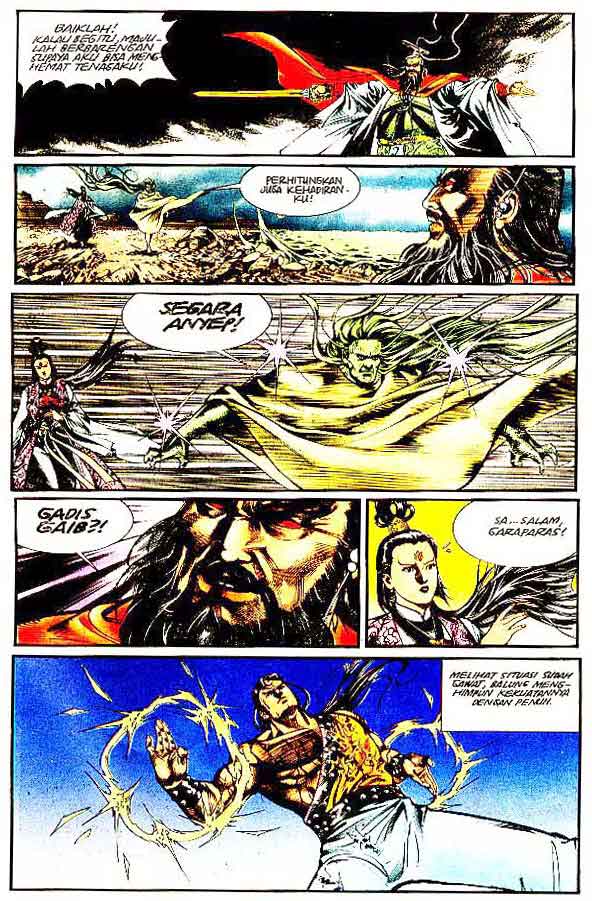 BAIKLAH!
KALAU BEGITU, MAJU-
LAH BERBARENGAN
SUPAYA AKU BISA MENG-
HEMAT TENAGAKU!
PERHITUNGKAN
JUGA KEHADIRAN-
KU!
SEGARA
ANYEP!
GADIS
GAIB?!
SA... SALAM,
GARAPARAS!
MELIHAT SITUASI SUDAH
GAWAT, BALUNG MENG-
HIMPUN KEKUATANNYA
DENGAN PENUH.